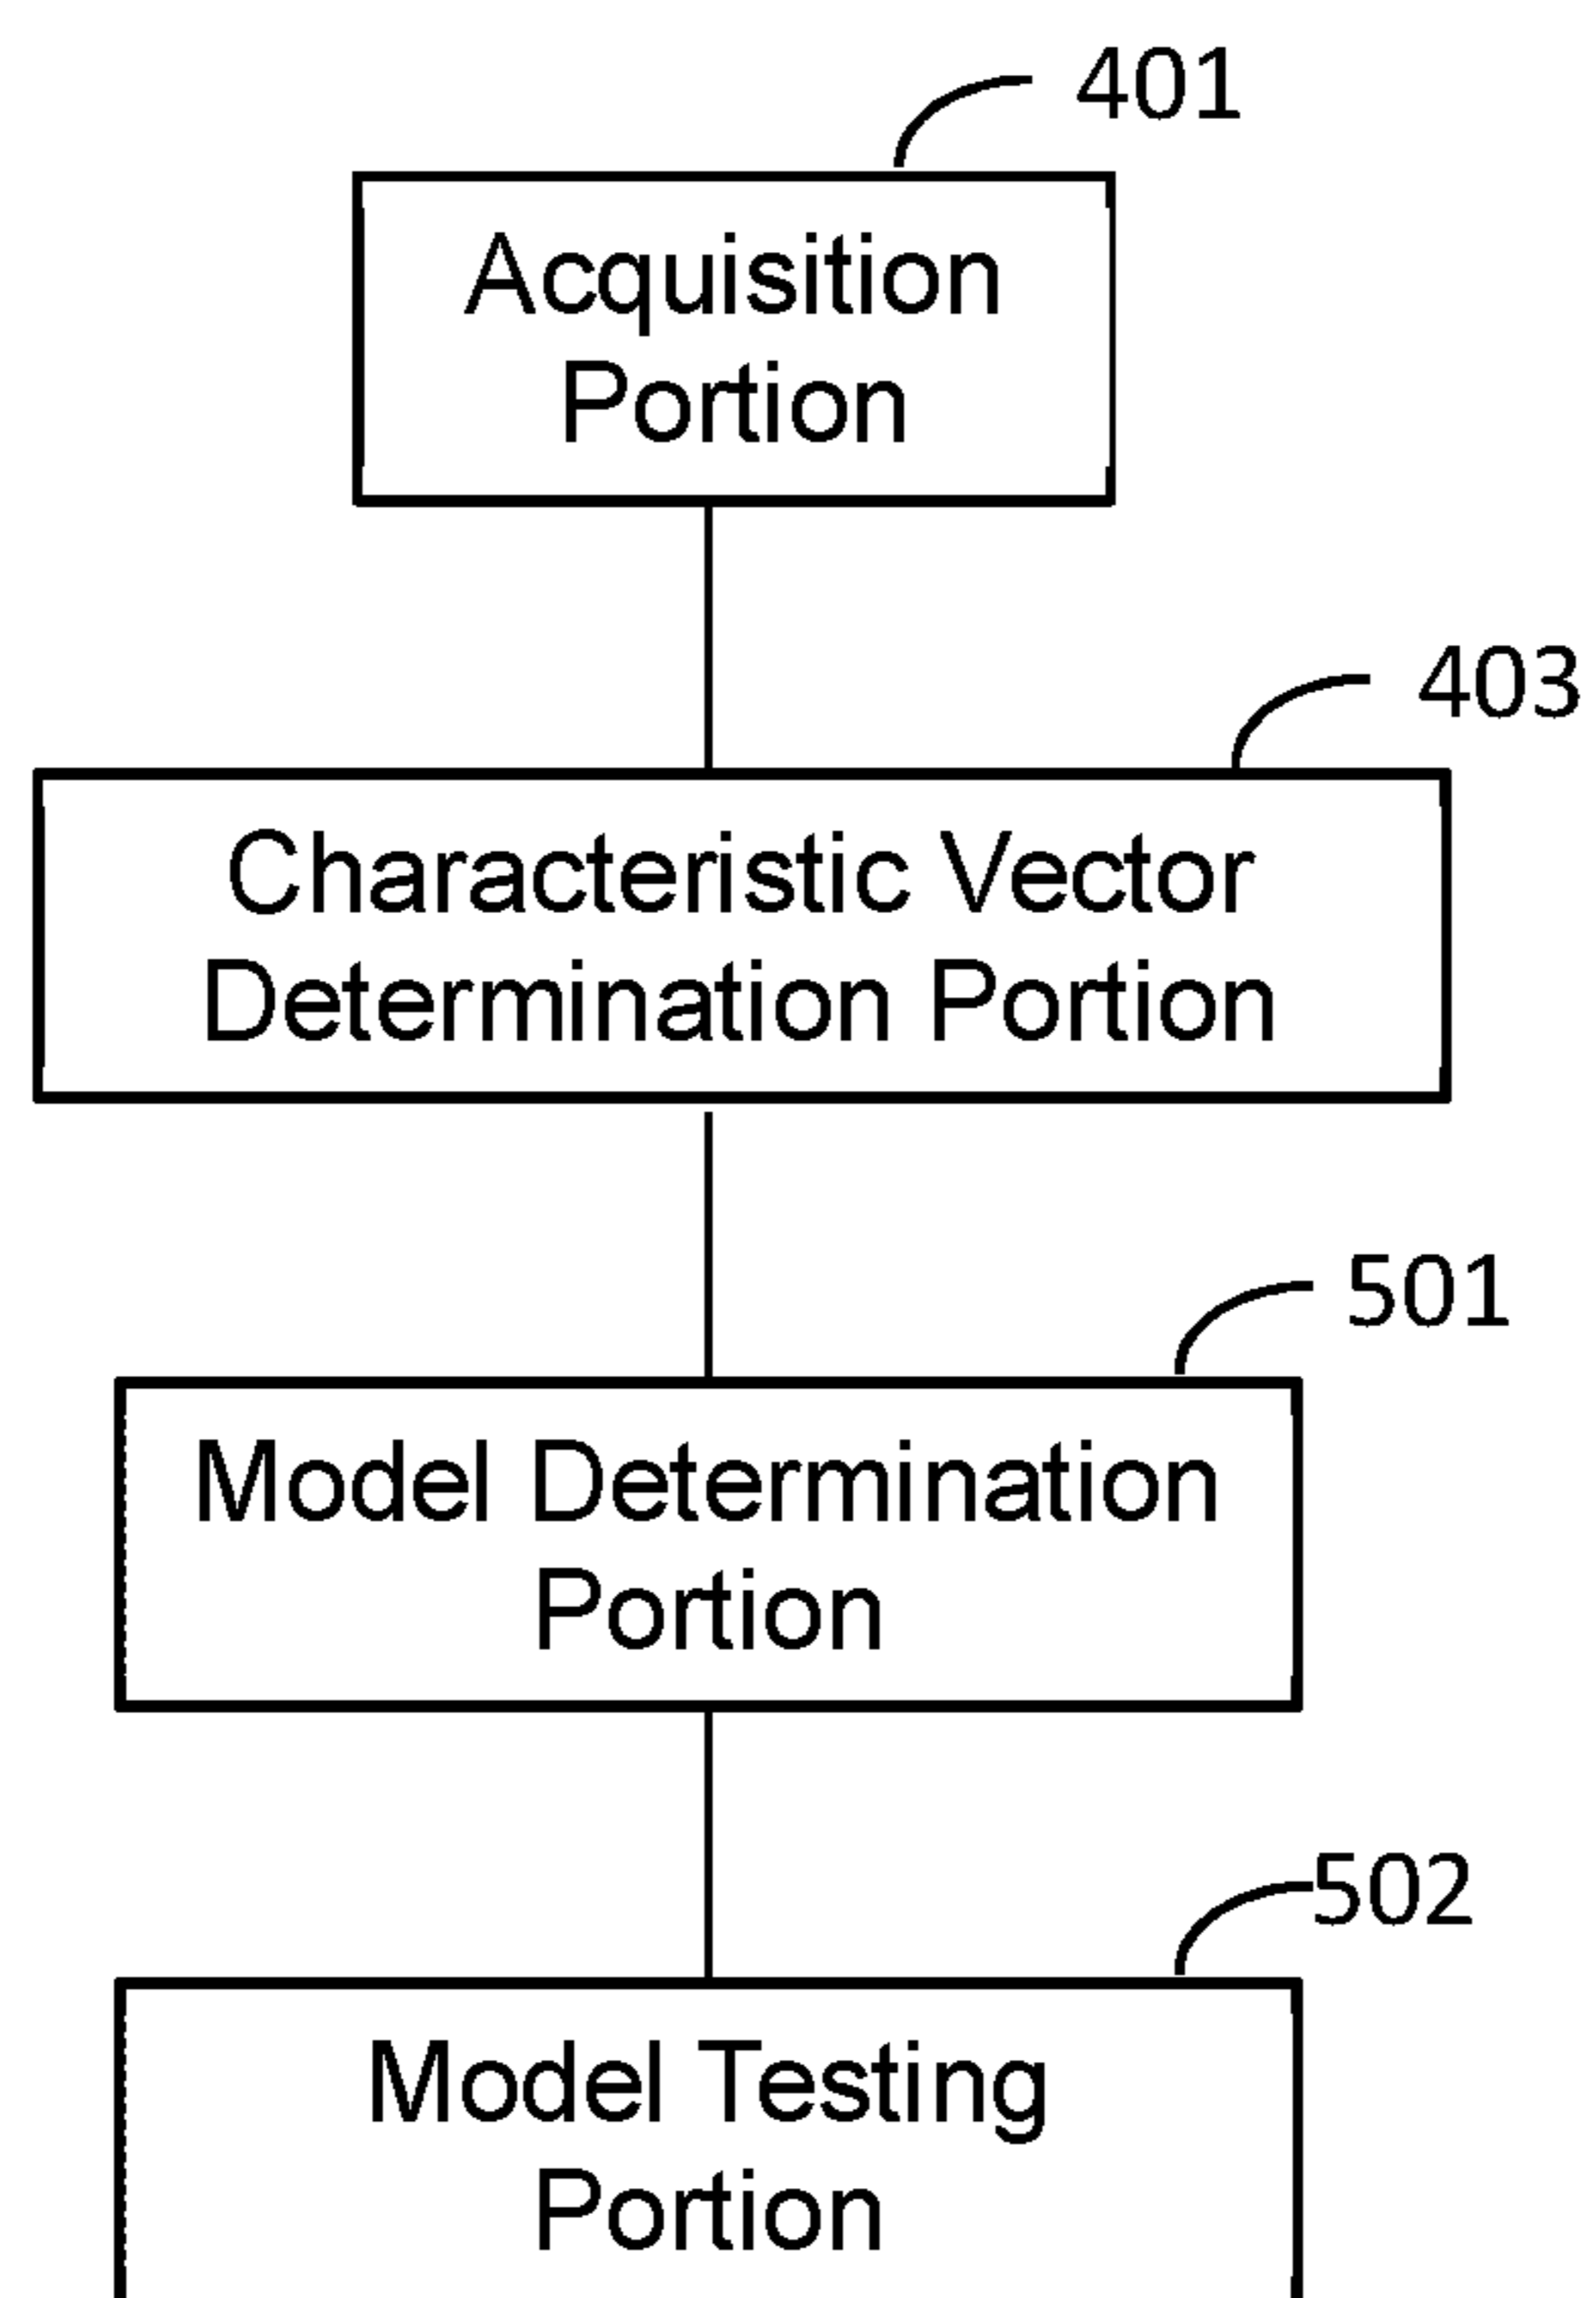 401
Acquisition
Portion
403
Characteristic Vector
Determination Portion
501
Model Determination
Portion
502
Model Testing
Portion